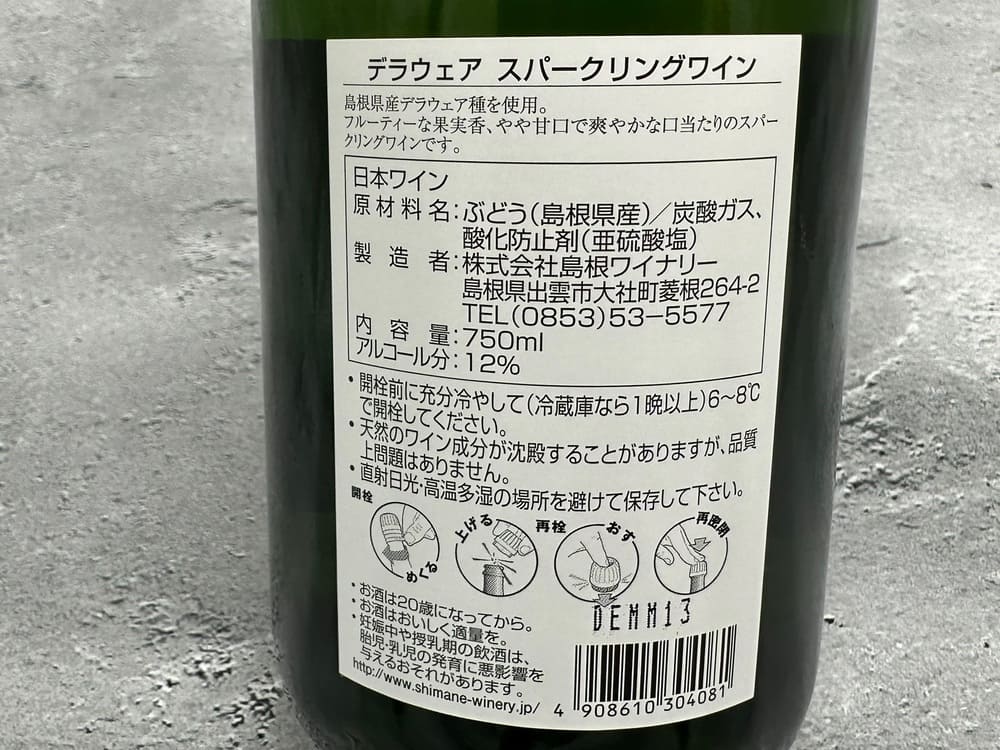 デラウェア スパークリングワイン
島根県産デラウェア種を使用。
フルーティーな果実香、やや甘口で爽やかな口当たりのスパー
クリングワインです。
日本ワイン
原材料名：ぶどう（島根県産）／炭酸ガス、
酸化防止剤（亜硫酸塩）
製造者：株式会社島根ワイナリー
島根県出雲市大社町菱根264-2
TEL（0853）53−5577
内容量：750ml
アルコール分：12%
・開栓前に充分冷やして（冷蔵庫なら1晩以上）6〜8℃
で開栓してください。
・天然のワイン成分が沈殿することがありますが、品質
上問題はありません。
・直射日光・高温多湿の場所を避けて保存して下さい。
開栓
めくる
上げる
再栓
おす
再密閉
DEMM13
・お酒は20歳になってから。
・お酒はおいしく適量を。
・妊娠中や授乳期の飲酒は、
胎児・乳児の発育に悪影響を
与えるおそれがあります。
http://www.shimane-winery.jp/
4 908610 304081